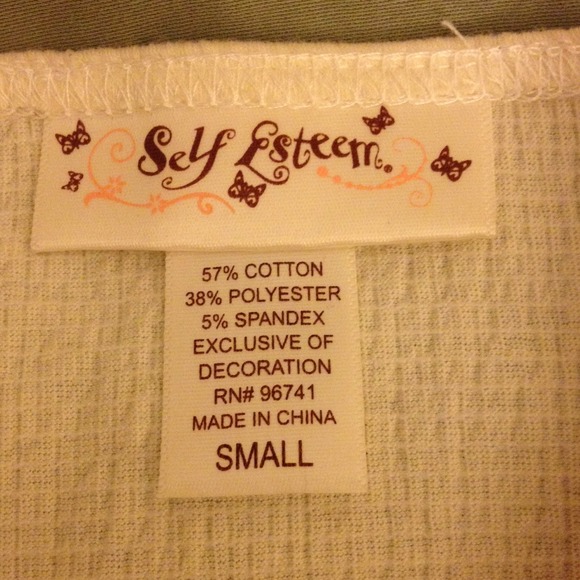 Self Esteem.
57% COTTON
38% POLYESTER
5% SPANDEX
EXCLUSIVE OF
DECORATION
RN# 96741
MADE IN CHINA
SMALL